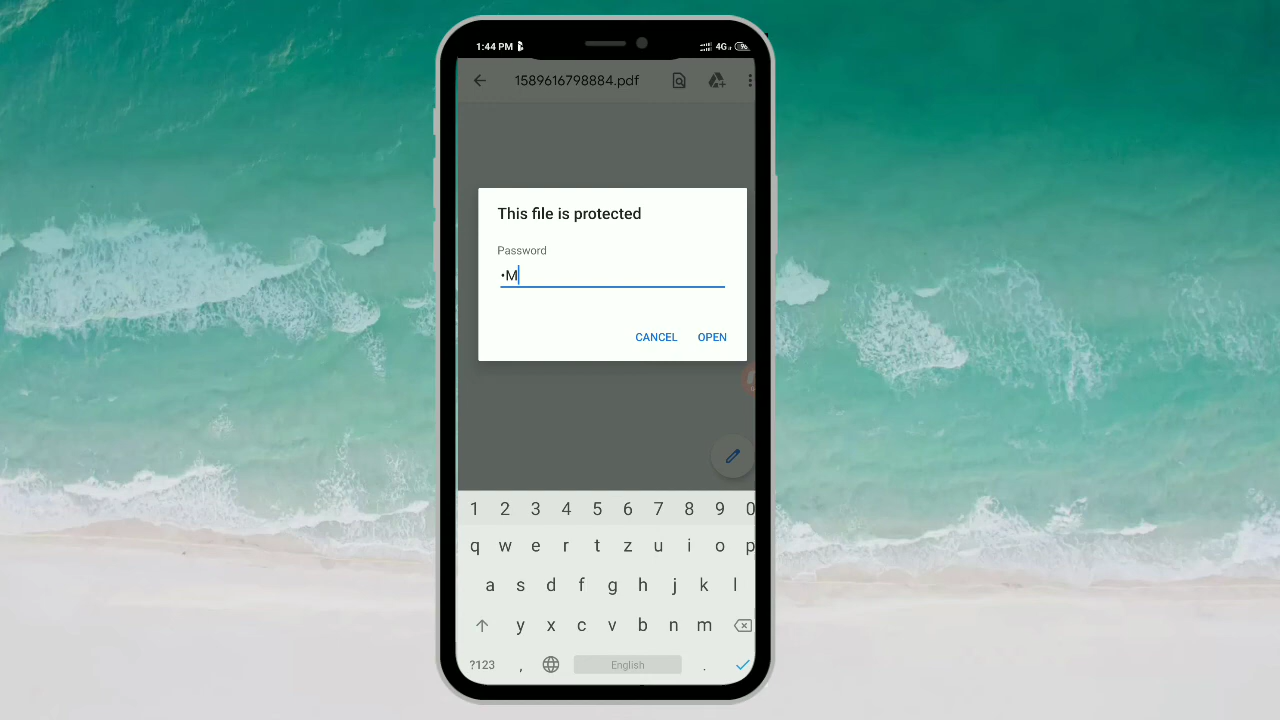 1:44 PM 4G
1589616798884.pdf
This file is protected
Password
•M
CANCEL OPEN
1 2 3 4 5 6 7 8 9 0
q w e r t z u i o p
a s d f g h j k l
y x c v b n m
?123 , English .